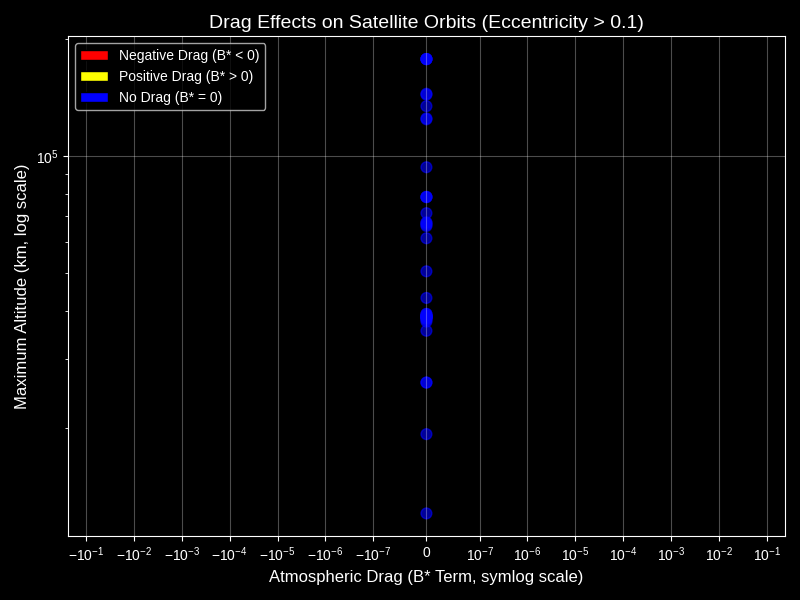 Drag Effects on Satellite Orbits (Eccentricity > 0.1)
Negative Drag (B* < 0)
Positive Drag (B* > 0)
No Drag (B* = 0)
Maximum Altitude (km, log scale)
10⁵
−10⁻¹ −10⁻² −10⁻³ −10⁻⁴ −10⁻⁵ −10⁻⁶ −10⁻⁷ 0 10⁻⁷ 10⁻⁶ 10⁻⁵ 10⁻⁴ 10⁻³ 10⁻² 10⁻¹
Atmospheric Drag (B* Term, symlog scale)